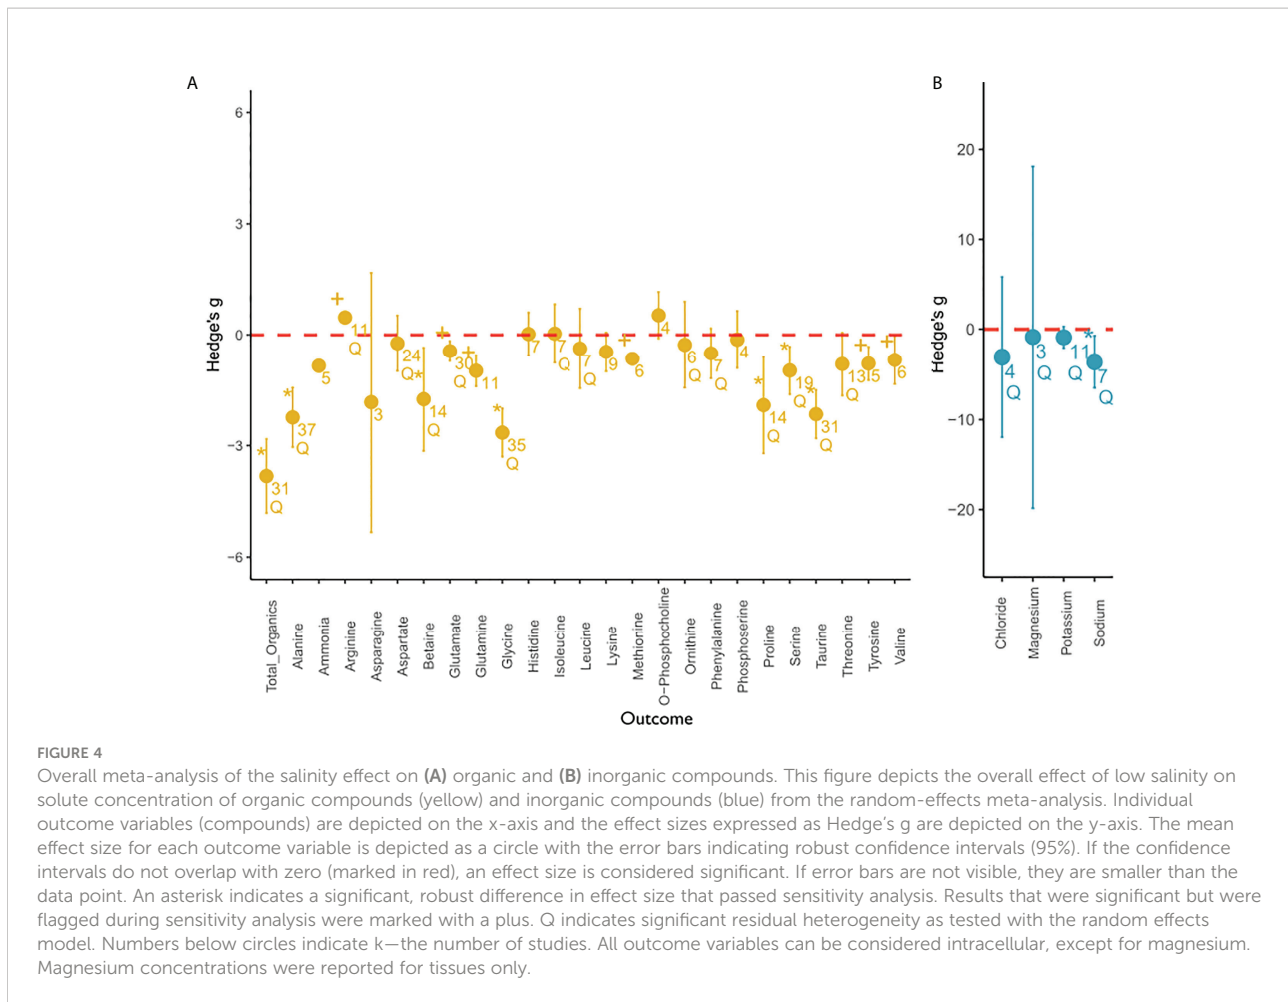 A
B
6
3
0
−3
−6
Hedge's g
*
31
Q
*
37
Q
5
+
11
Q
3
24
Q
*
14
Q
+
30
Q
+
11
*
35
Q
7
7
Q
7
Q
9
+
6
4
6
Q
7
Q
4
*
14
Q
*
19
Q
*
31
Q
13
Q
+
5
+
6
Total_Organics
Alanine
Ammonia
Arginine
Asparagine
Aspartate
Betaine
Glutamate
Glutamine
Glycine
Histidine
Isoleucine
Leucine
Lysine
Methiorine
O−Phosphocholine
Ornithine
Phenylalanine
Phosphoserine
Proline
Serine
Taurine
Threonine
Tyrosine
Valine
Outcome
20
10
0
−10
−20
Hedge's g
4
Q
3
Q
11
Q
*
7
Q
Chloride
Magnesium
Potassium
Sodium
FIGURE 4
Overall meta-analysis of the salinity effect on (A) organic and (B) inorganic compounds. This figure depicts the overall effect of low salinity on
solute concentration of organic compounds (yellow) and inorganic compounds (blue) from the random-effects meta-analysis. Individual
outcome variables (compounds) are depicted on the x-axis and the effect sizes expressed as Hedge's g are depicted on the y-axis. The mean
effect size for each outcome variable is depicted as a circle with the error bars indicating robust confidence intervals (95%). If the confidence
intervals do not overlap with zero (marked in red), an effect size is considered significant. If error bars are not visible, they are smaller than the
data point. An asterisk indicates a significant, robust difference in effect size that passed sensitivity analysis. Results that were significant but were
flagged during sensitivity analysis were marked with a plus. Q indicates significant residual heterogeneity as tested with the random effects
model. Numbers below circles indicate k—the number of studies. All outcome variables can be considered intracellular, except for magnesium.
Magnesium concentrations were reported for tissues only.